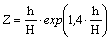 Z = h/H · exp(1,4 · h/H)